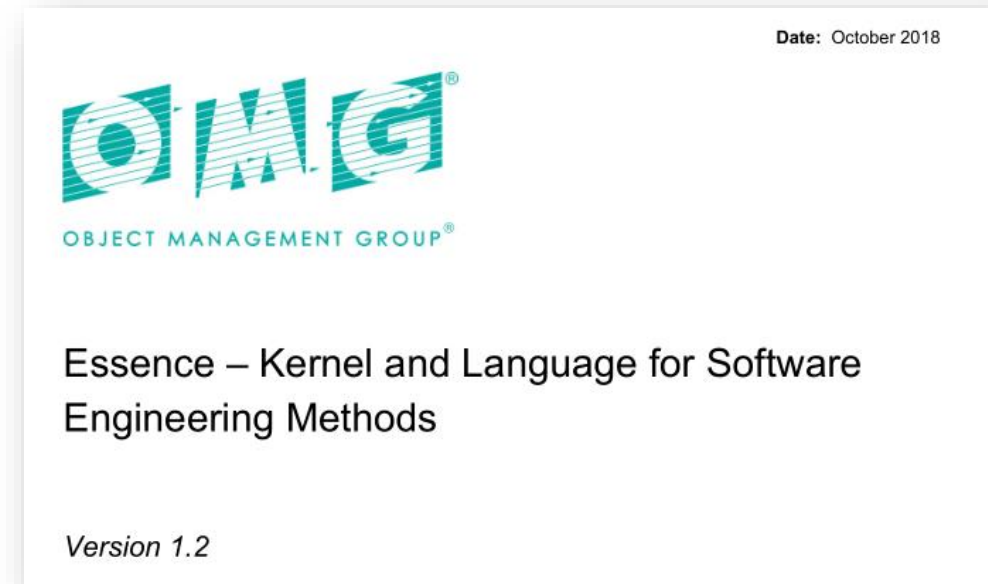 Date: October 2018
OMG®
OBJECT MANAGEMENT GROUP®
Essence – Kernel and Language for Software
Engineering Methods
Version 1.2